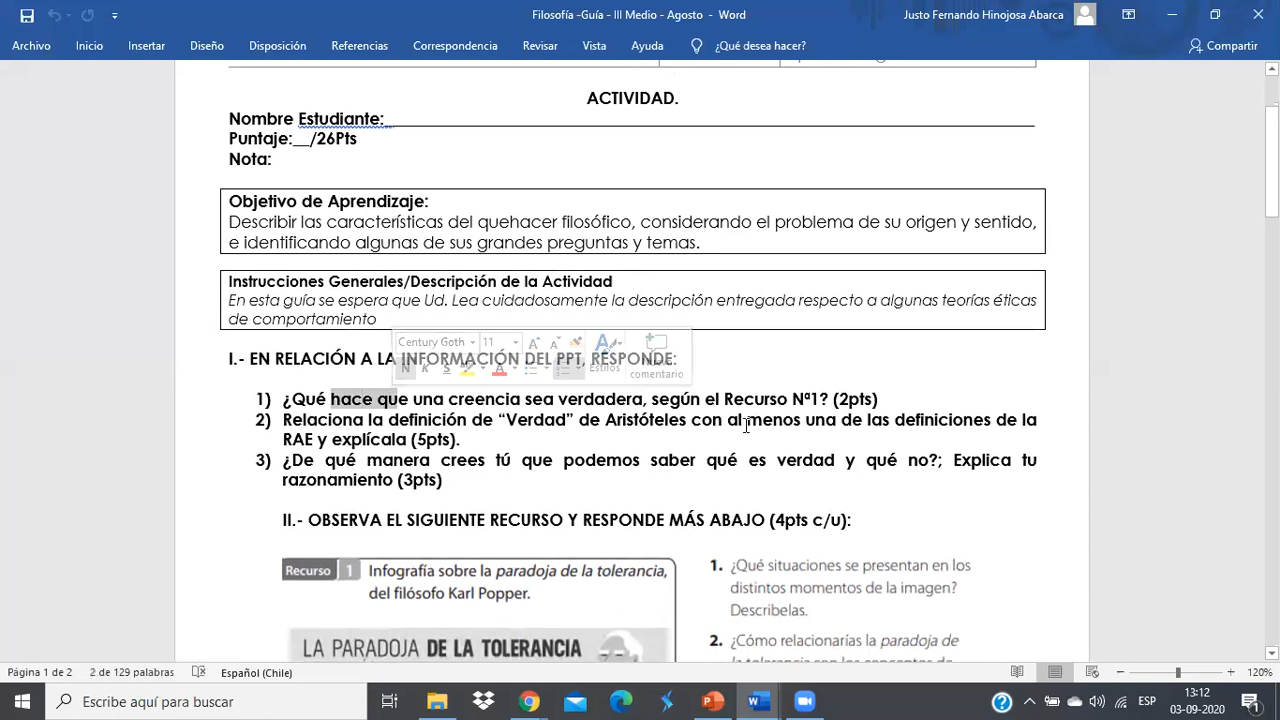 Filosofía -Guía - III Medio - Agosto - Word
Justo Fernando Hinojosa Abarca
Archivo Inicio Insertar Diseño Disposición Referencias Correspondencia Revisar Vista Ayuda ¿Qué desea hacer? Compartir
ACTIVIDAD.
Nombre Estudiante:_
Puntaje:__/26Pts
Nota:
Objetivo de Aprendizaje:
Describir las características del quehacer filosófico, considerando el problema de su origen y sentido,
e identificando algunas de sus grandes preguntas y temas.
Instrucciones Generales/Descripción de la Actividad
En esta guía se espera que Ud. Lea cuidadosamente la descripción entregada respecto a algunas teorías éticas
de comportamiento
Century Goth 11
N K S Estilos
comentario
I.- EN RELACIÓN A LA INFORMACIÓN DEL PPT, RESPONDE:
1) ¿Qué hace que una creencia sea verdadera, según el Recurso Nª1? (2pts)
2) Relaciona la definición de “Verdad” de Aristóteles con al menos una de las definiciones de la
RAE y explícala (5pts).
3) ¿De qué manera crees tú que podemos saber qué es verdad y qué no?; Explica tu
razonamiento (3pts)
II.- OBSERVA EL SIGUIENTE RECURSO Y RESPONDE MÁS ABAJO (4pts c/u):
Recurso 1 Infografía sobre la paradoja de la tolerancia,
del filósofo Karl Popper.
LA PARADOJA DE LA TOLERANCIA
1. ¿Qué situaciones se presentan en los
distintos momentos de la imagen?
Descríbelas.
2. ¿Cómo relacionarías la paradoja de
Página 1 de 2 2 de 129 palabras Español (Chile) 120%
Escribe aquí para buscar
ESP
13:12
03-09-2020